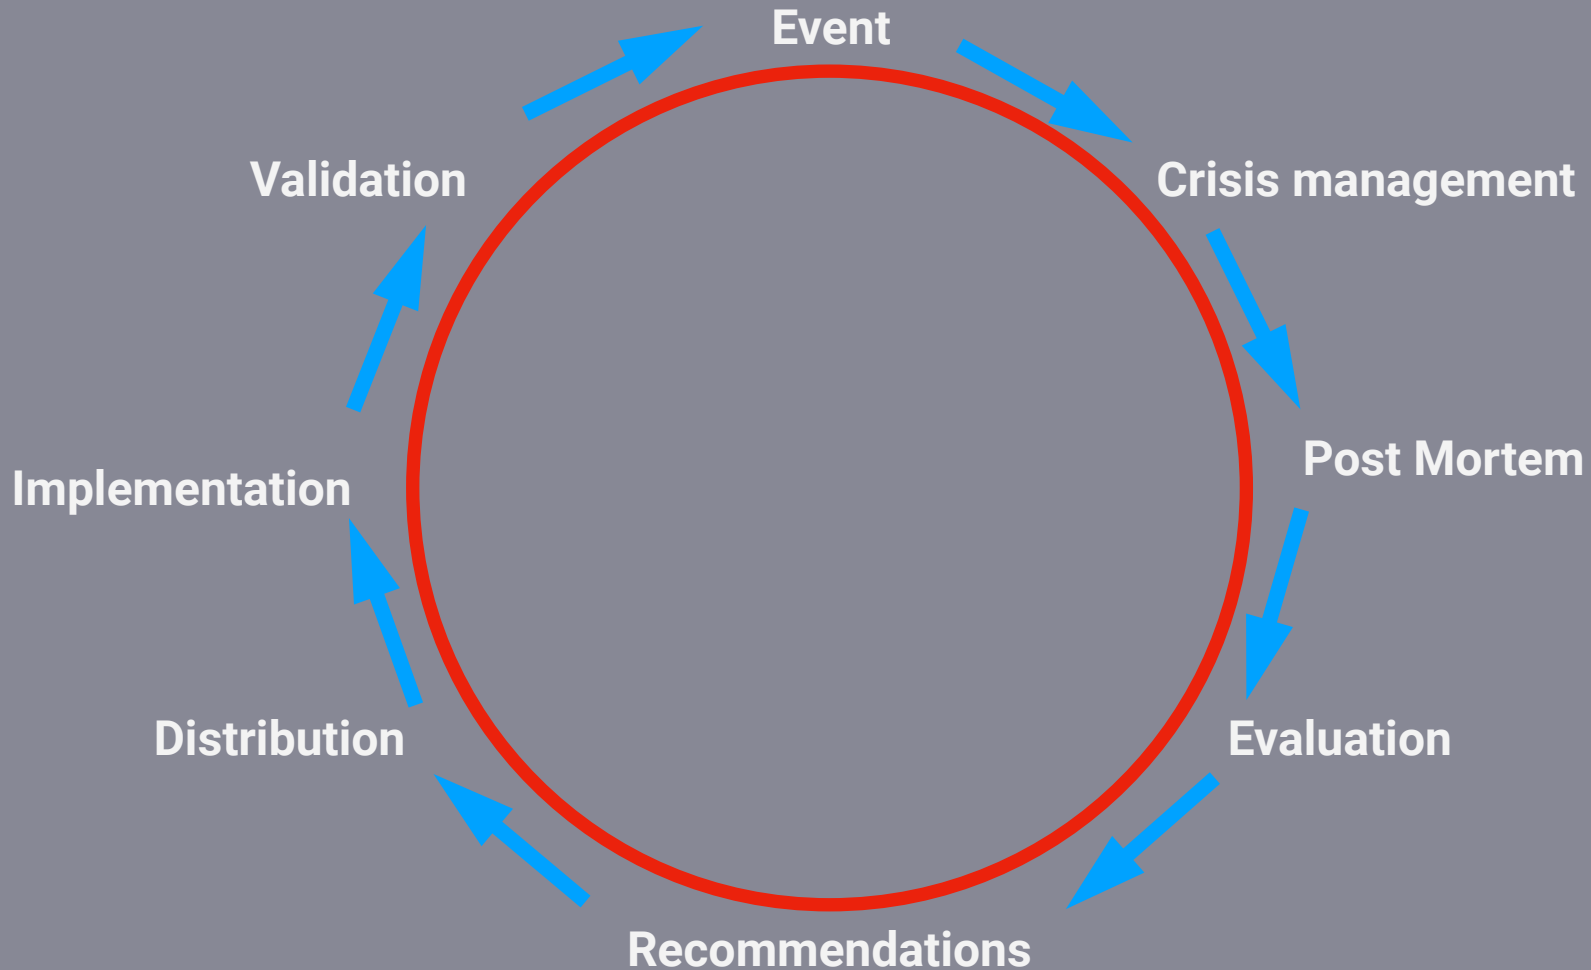 Event
Crisis management
Post Mortem
Evaluation
Recommendations
Distribution
Implementation
Validation